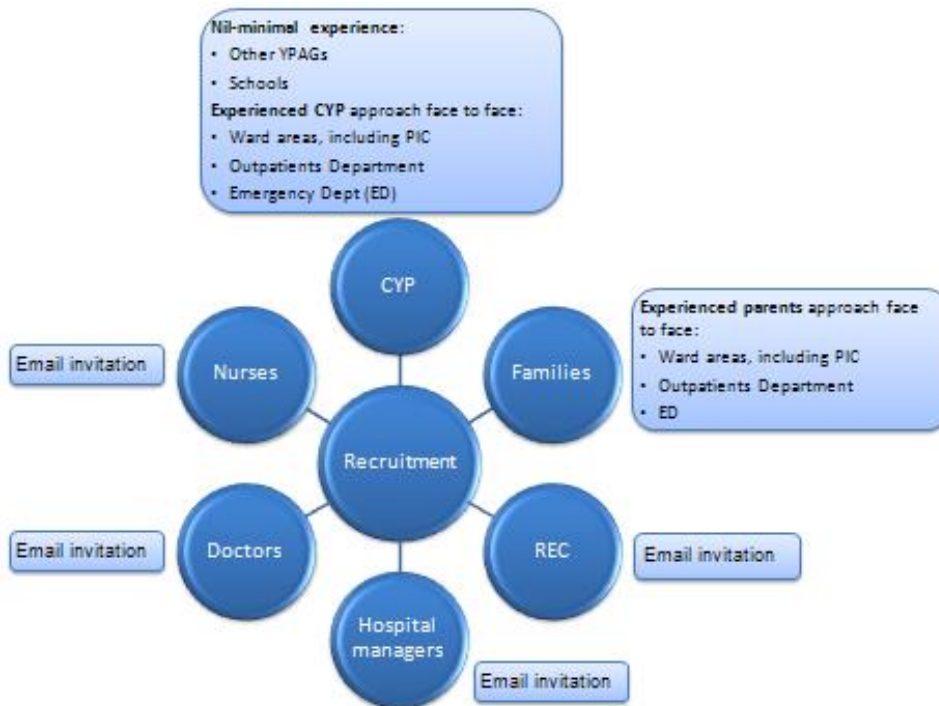 Nil-minimal experience:
• Other YPAGs
• Schools
Experienced CYP approach face to face:
• Ward areas, including PIC
• Outpatients Department
• Emergency Dept (ED)
CYP
Experienced parents approach face
to face:
• Ward areas, including PIC
• Outpatients Department
• ED
Email invitation
Nurses
Families
Recruitment
Email invitation
Doctors
REC
Email invitation
Hospital
managers
Email invitation